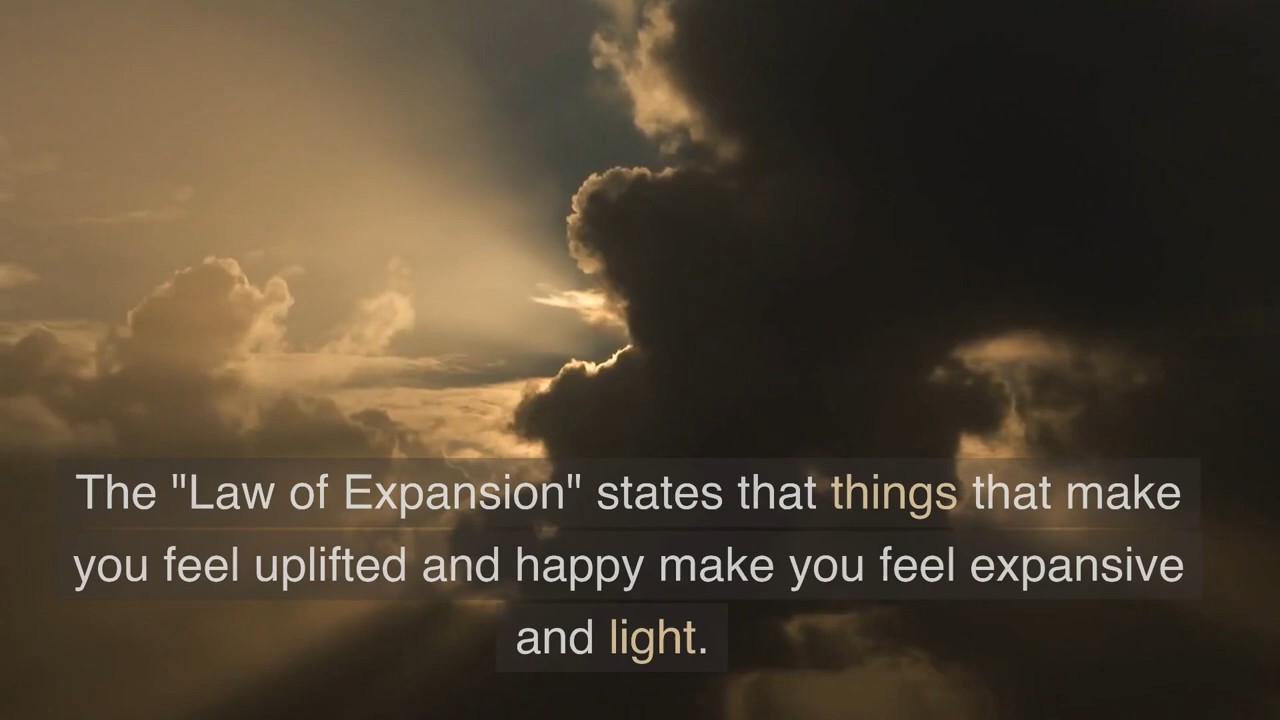 The "Law of Expansion" states that things that make
you feel uplifted and happy make you feel expansive
and light.